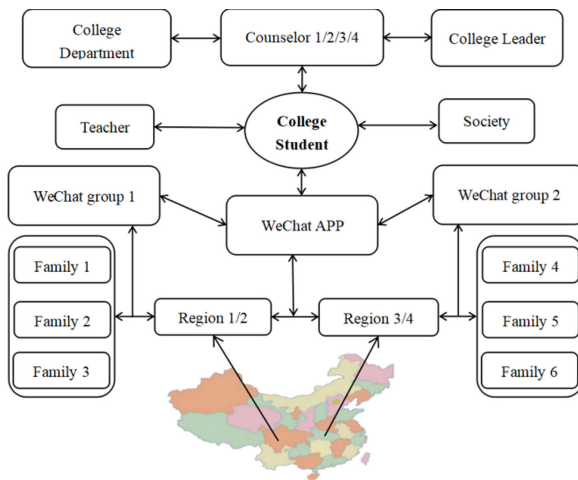 College
Department
Counselor 1/2/3/4
College Leader
Teacher
College
Student
Society
WeChat group 1
WeChat APP
WeChat group 2
Family 1
Family 2
Family 3
Region 1/2
Region 3/4
Family 4
Family 5
Family 6